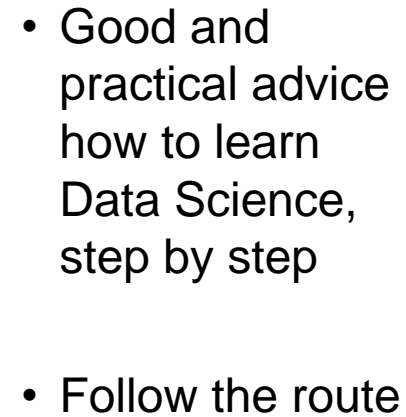 • Good and
practical advice
how to learn
Data Science,
step by step
• Follow the route